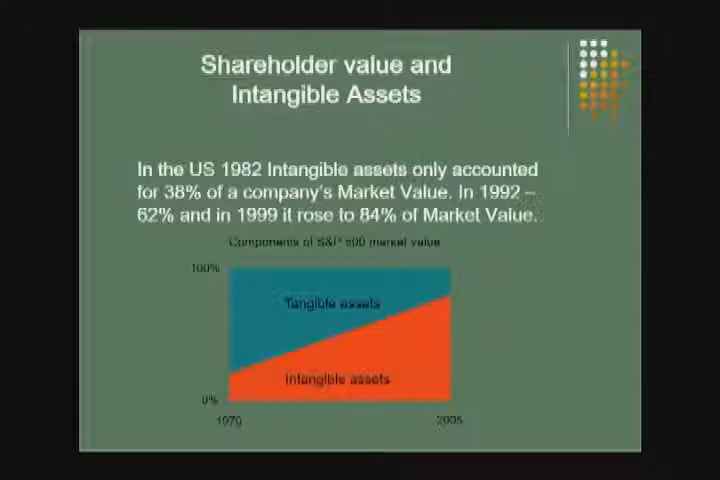 Shareholder value and
Intangible Assets
In the US 1982 Intangible assets only accounted
for 38% of a company's Market Value. In 1992 –
62% and in 1999 it rose to 84% of Market Value.
Components of S&P 500 market value
100%
Tangible assets
Intangible assets
0%
1970
2005